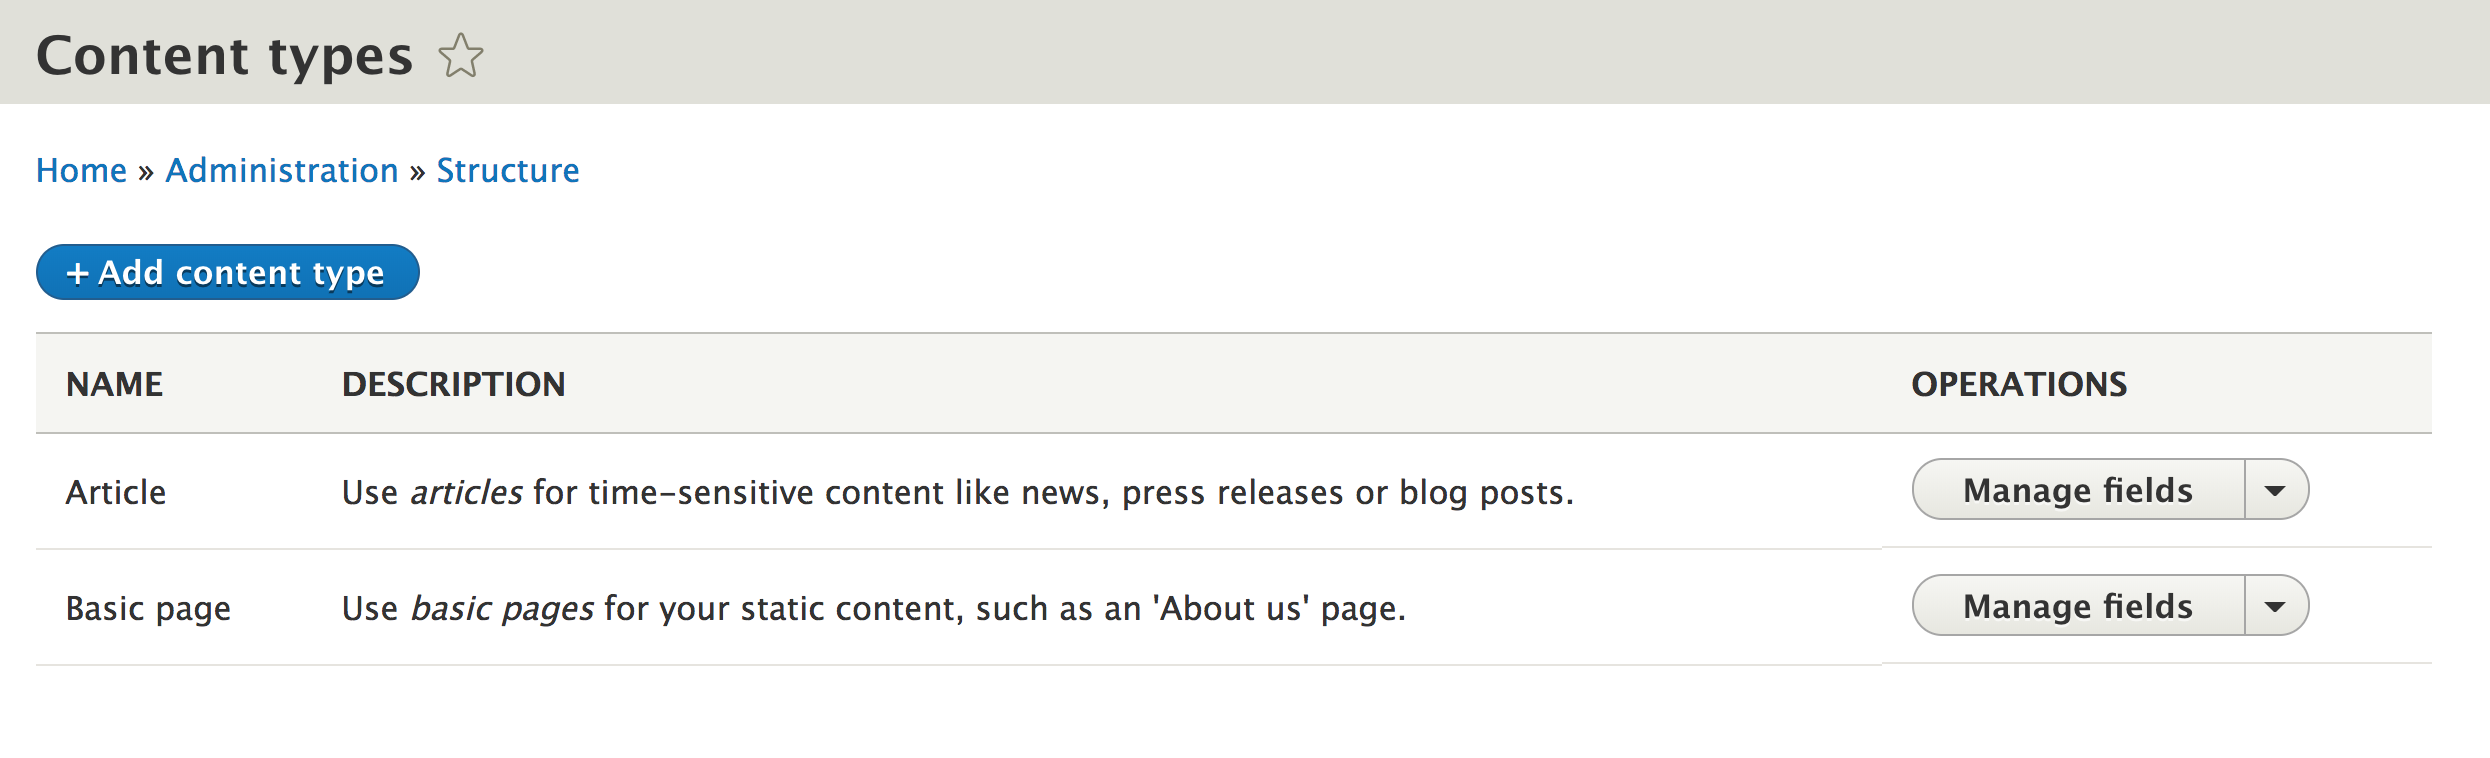 Content types
Home » Administration » Structure
+ Add content type
NAME DESCRIPTION OPERATIONS
Article Use articles for time-sensitive content like news, press releases or blog posts. Manage fields
Basic page Use basic pages for your static content, such as an 'About us' page. Manage fields